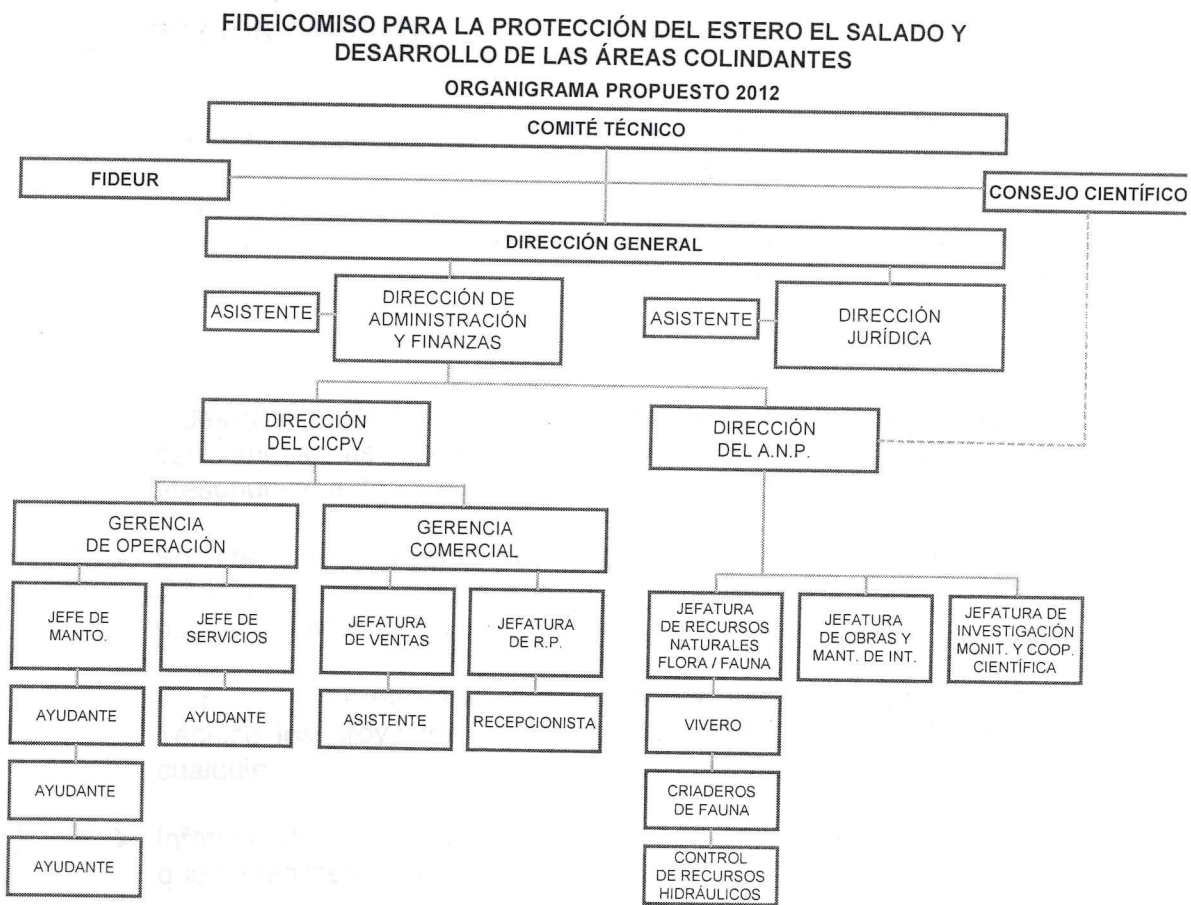 FIDEICOMISO PARA LA PROTECCIÓN DEL ESTERO EL SALADO Y
DESARROLLO DE LAS ÁREAS COLINDANTES
ORGANIGRAMA PROPUESTO 2012
COMITÉ TÉCNICO
FIDEUR
CONSEJO CIENTÍFICO
DIRECCIÓN GENERAL
ASISTENTE
DIRECCIÓN DE
ADMINISTRACIÓN
Y FINANZAS
ASISTENTE
DIRECCIÓN
JURÍDICA
DIRECCIÓN
DEL CICPV
DIRECCIÓN
DEL A.N.P.
GERENCIA
DE OPERACIÓN
GERENCIA
COMERCIAL
JEFE DE
MANTO.
JEFE DE
SERVICIOS
JEFATURA
DE VENTAS
JEFATURA
DE R.P.
JEFATURA
DE RECURSOS
NATURALES
FLORA / FAUNA
JEFATURA
DE OBRAS Y
MANT. DE INT.
JEFATURA DE
INVESTIGACIÓN
MONIT. Y COOP.
CIENTÍFICA
AYUDANTE
AYUDANTE
ASISTENTE
RECEPCIONISTA
VIVERO
AYUDANTE
CRIADEROS
DE FAUNA
AYUDANTE
CONTROL
DE RECURSOS
HIDRÁULICOS